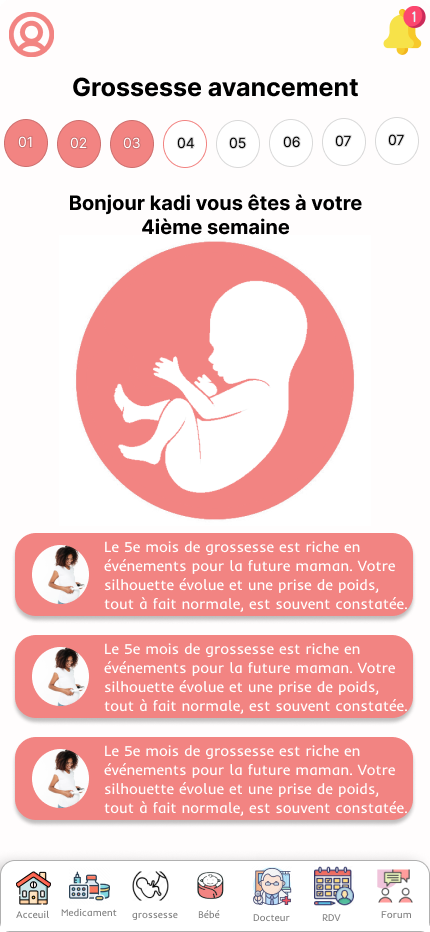 1
Grossesse avancement
01 02 03 04 05 06 07 07
Bonjour kadi vous êtes à votre
4ième semaine
Le 5e mois de grossesse est riche en
événements pour la future maman. Votre
silhouette évolue et une prise de poids,
tout à fait normale, est souvent constatée.
Le 5e mois de grossesse est riche en
événements pour la future maman. Votre
silhouette évolue et une prise de poids,
tout à fait normale, est souvent constatée.
Le 5e mois de grossesse est riche en
événements pour la future maman. Votre
silhouette évolue et une prise de poids,
tout à fait normale, est souvent constatée.
Acceuil Medicament grossesse Bébé Docteur RDV Forum